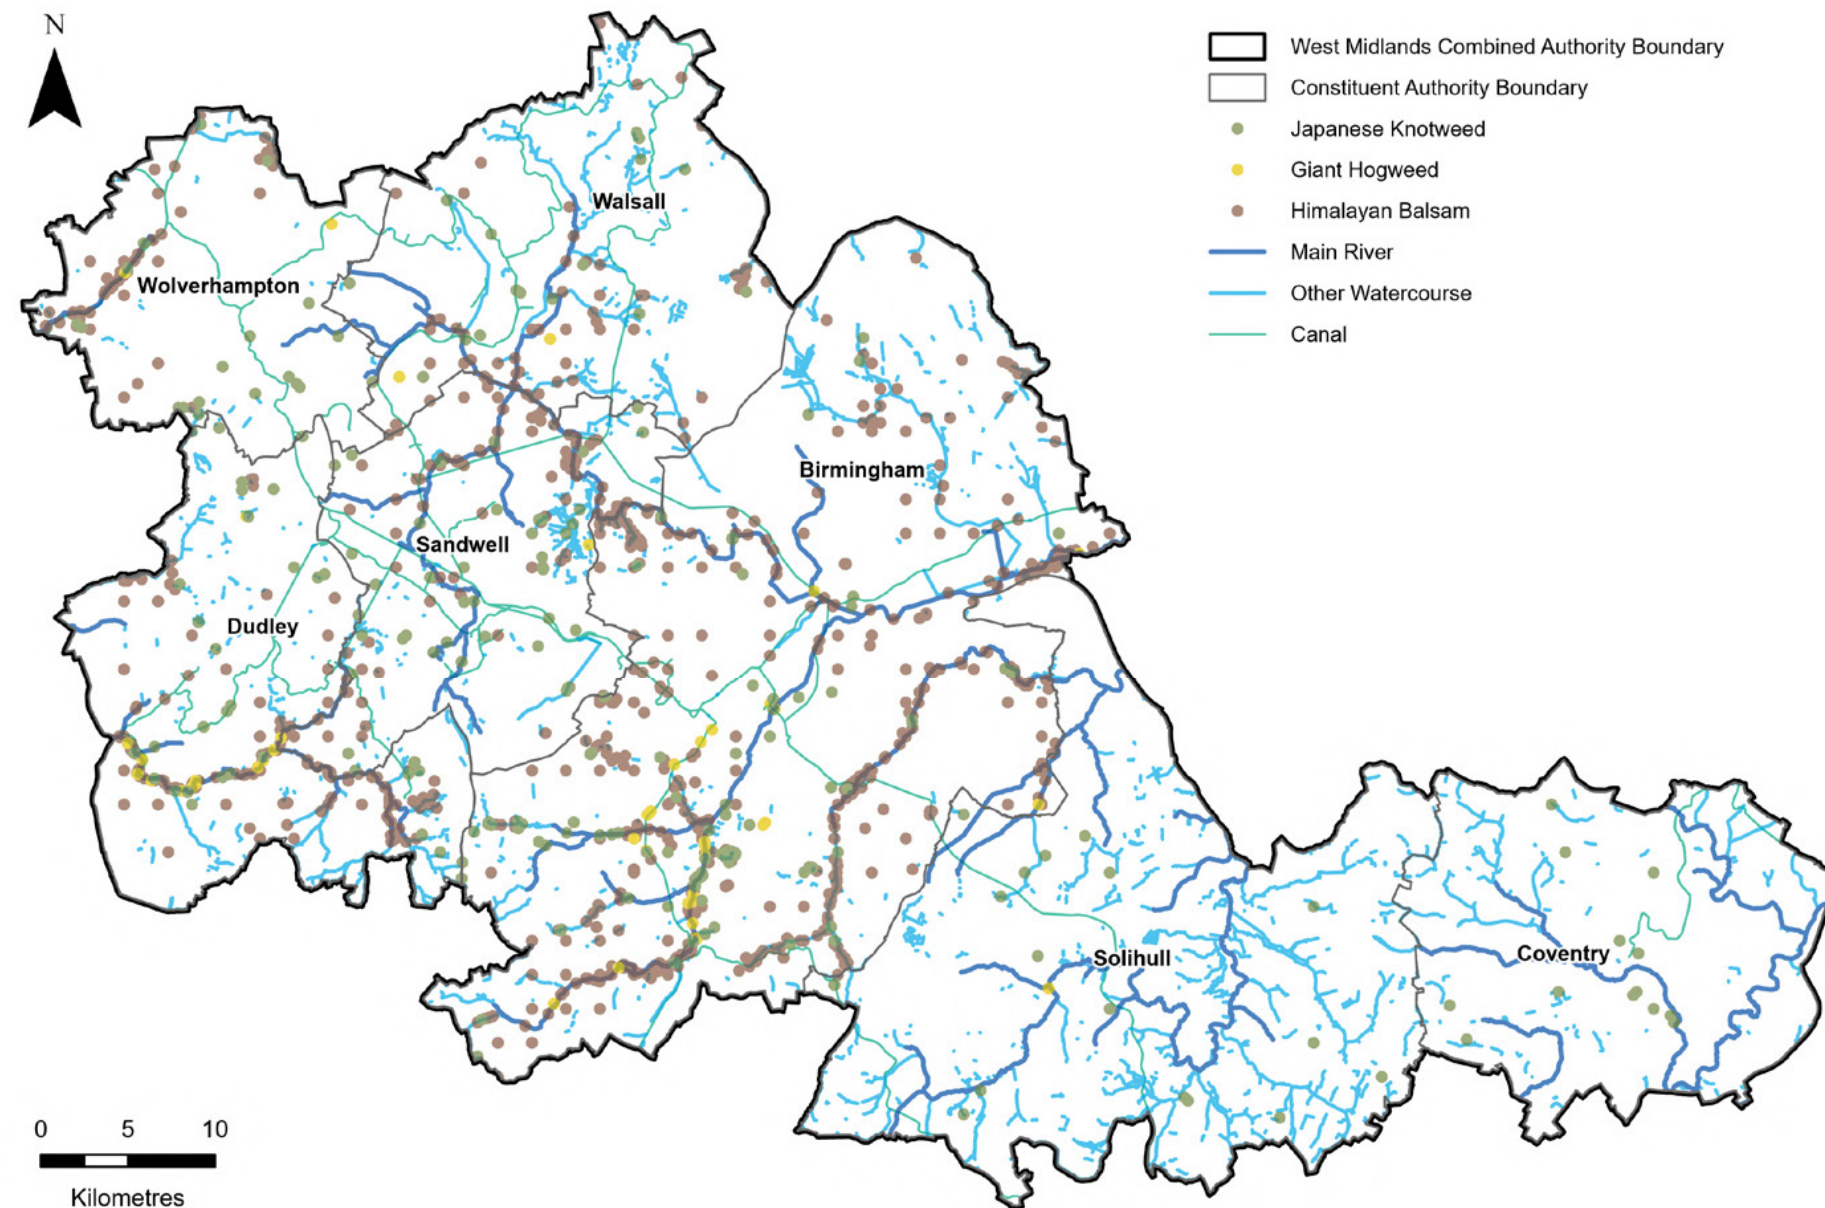 N
West Midlands Combined Authority Boundary
Constituent Authority Boundary
Japanese Knotweed
Giant Hogweed
Himalayan Balsam
Main River
Other Watercourse
Canal
Walsall
Wolverhampton
Birmingham
Sandwell
Dudley
Solihull
Coventry
0 5 10
Kilometres